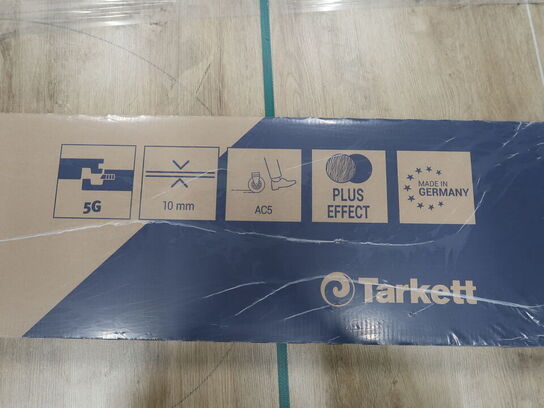 5G
10 mm
AC5
PLUS
EFFECT
MADE IN
GERMANY
Tarkett